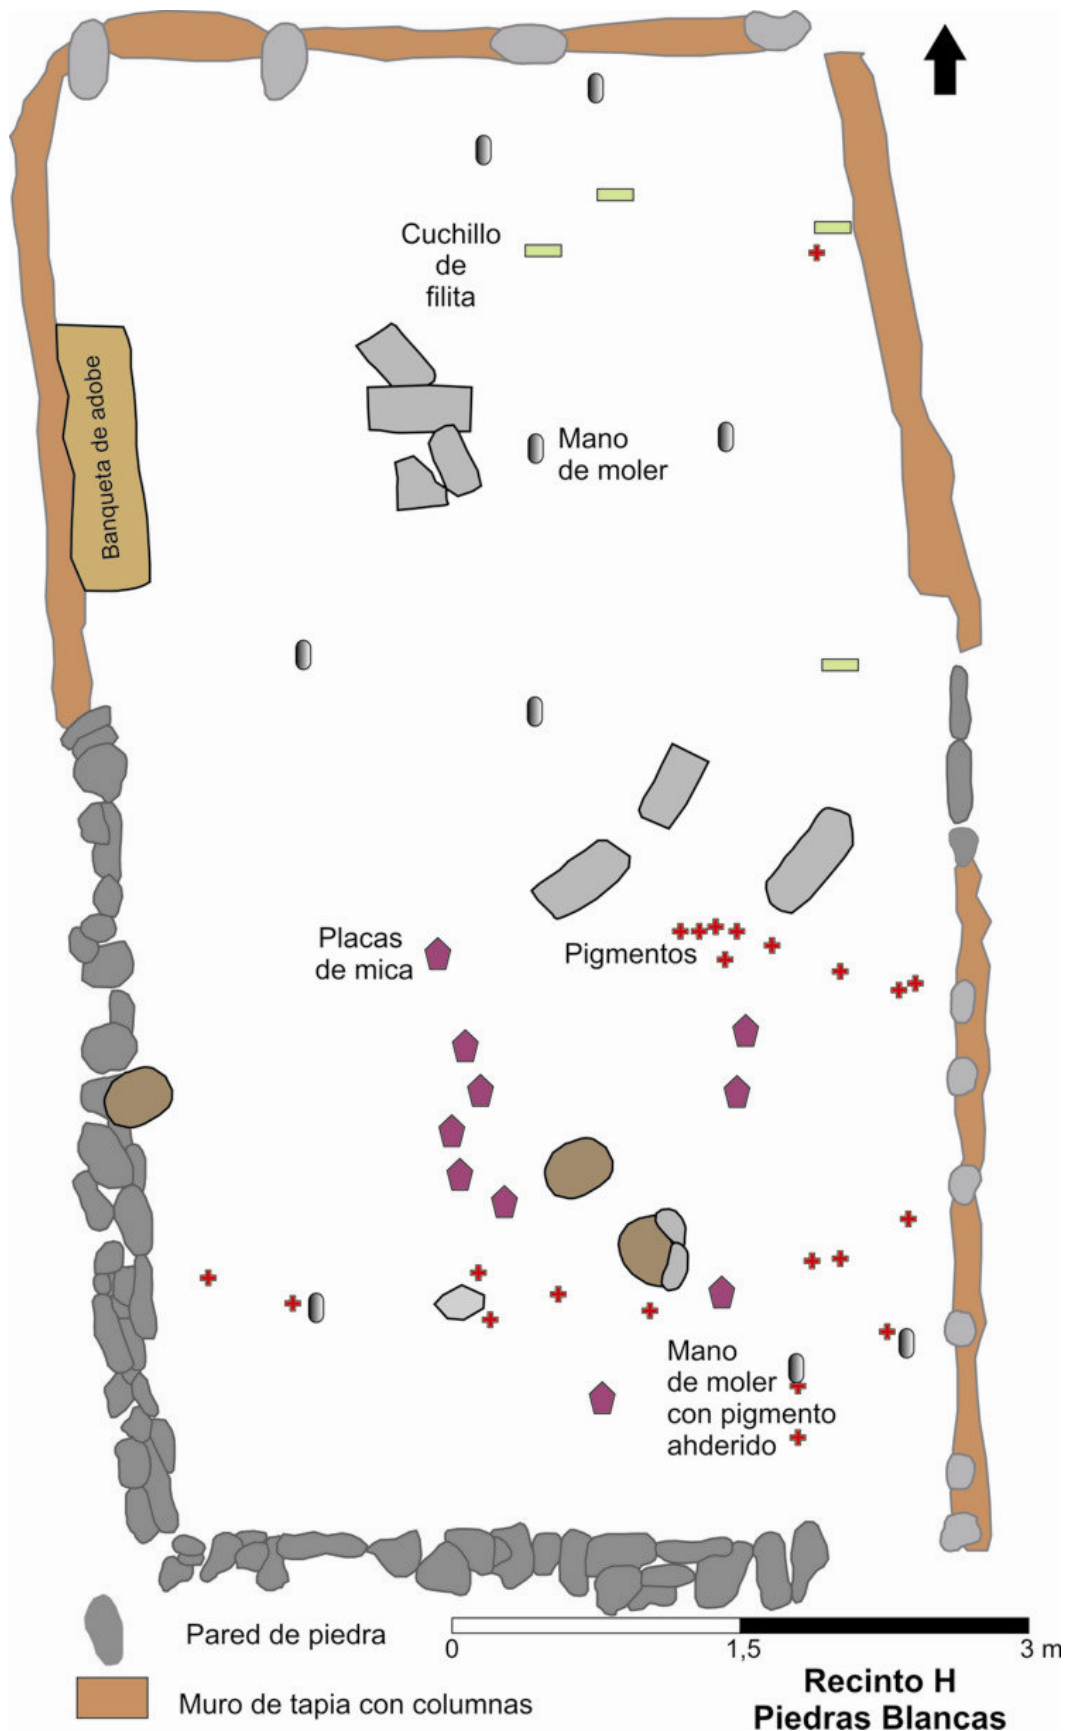 Cuchillo
de
filita
Banqueta de adobe
Mano
de moler
Placas
de mica
Pigmentos
Mano
de moler
con pigmento
ahderido
Pared de piedra
0
1,5
3 m
Muro de tapia con columnas
Recinto H
Piedras Blancas